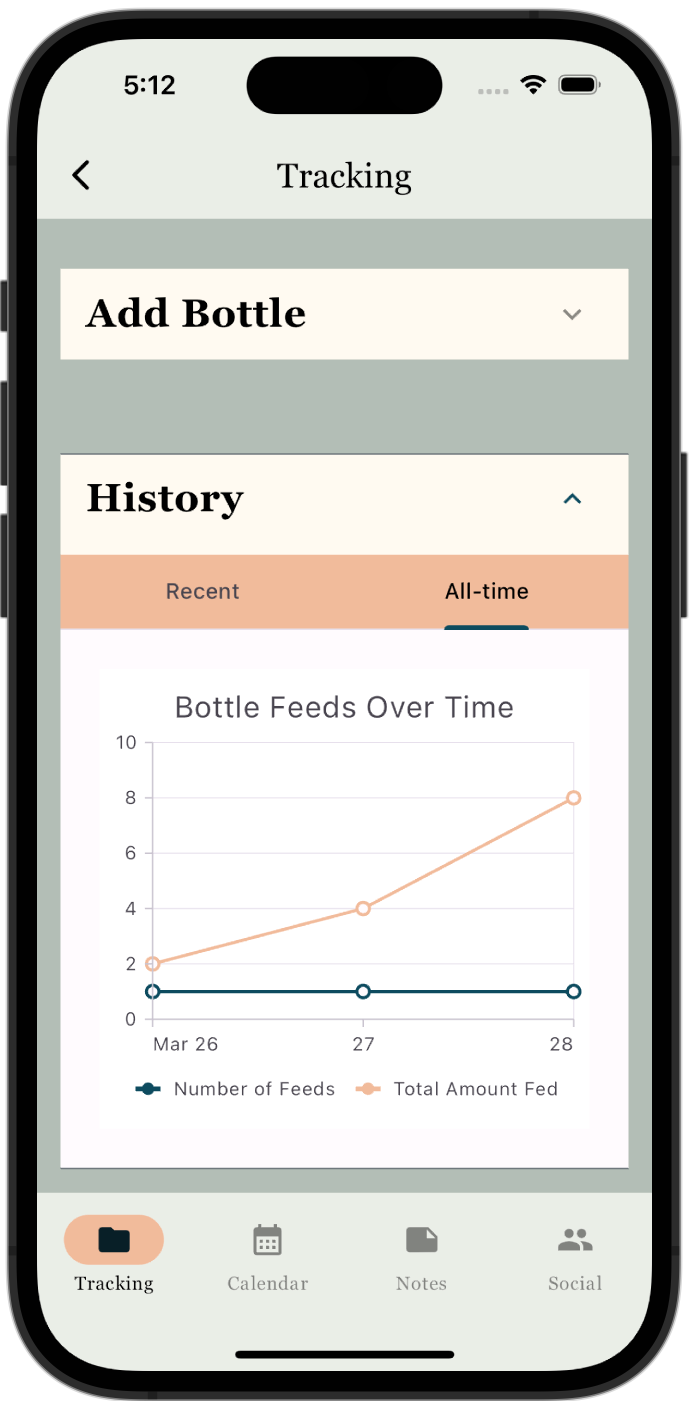 5:12
Tracking
Add Bottle
History
Recent All-time
Bottle Feeds Over Time
10
8
6
4
2
0
Mar 26 27 28
Number of Feeds Total Amount Fed
Tracking Calendar Notes Social